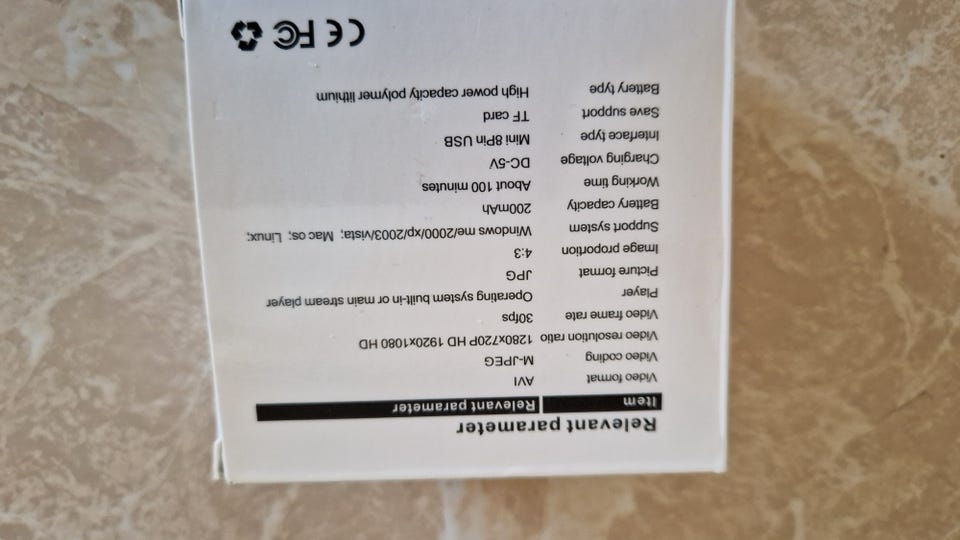 Relevant parameter
Item Relevant parameter
Video format AVI
Video coding M-JPEG
Video resolution ratio 1280x720P HD 1920x1080 HD
Video frame rate 30fps
Player Operating system built-in or main stream player
Picture format JPG
Image proportion 4:3
Support system Windows me/2000/xp/2003/vista; Mac os; Linux;
Battery capacity 200mAh
Working time About 100 minutes
Charging voltage DC-5V
Interface type Mini 8Pin USB
Save support TF card
Battery type High power capacity polymer lithium
CE FC